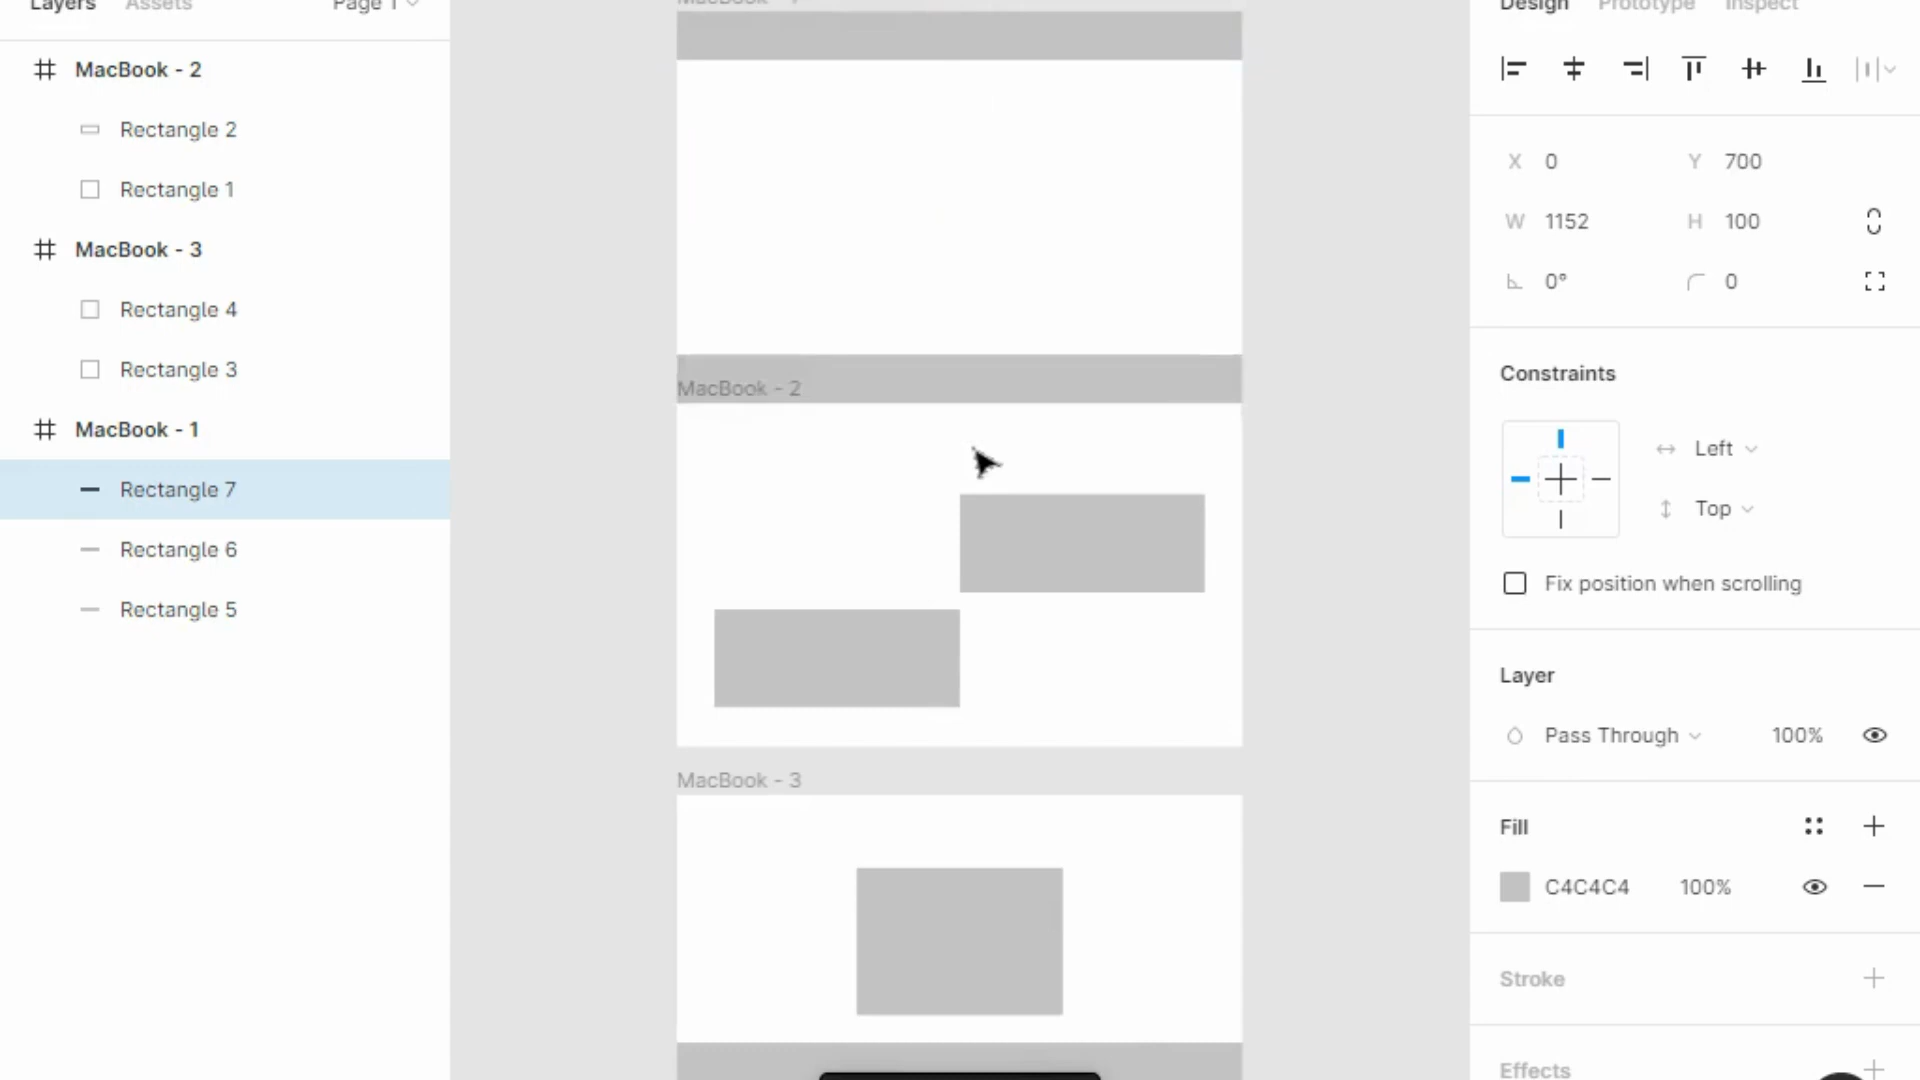 Layers Assets Page 1
MacBook - 2
Rectangle 2
Rectangle 1
MacBook - 3
Rectangle 4
Rectangle 3
MacBook - 1
Rectangle 7
Rectangle 6
Rectangle 5
MacBook - 1
MacBook - 2
MacBook - 3
Design Prototype Inspect
X 0 Y 700
W 1152 H 100
0° 0
Constraints
Left
Top
Fix position when scrolling
Layer
Pass Through 100%
Fill
C4C4C4 100%
Stroke
Effects